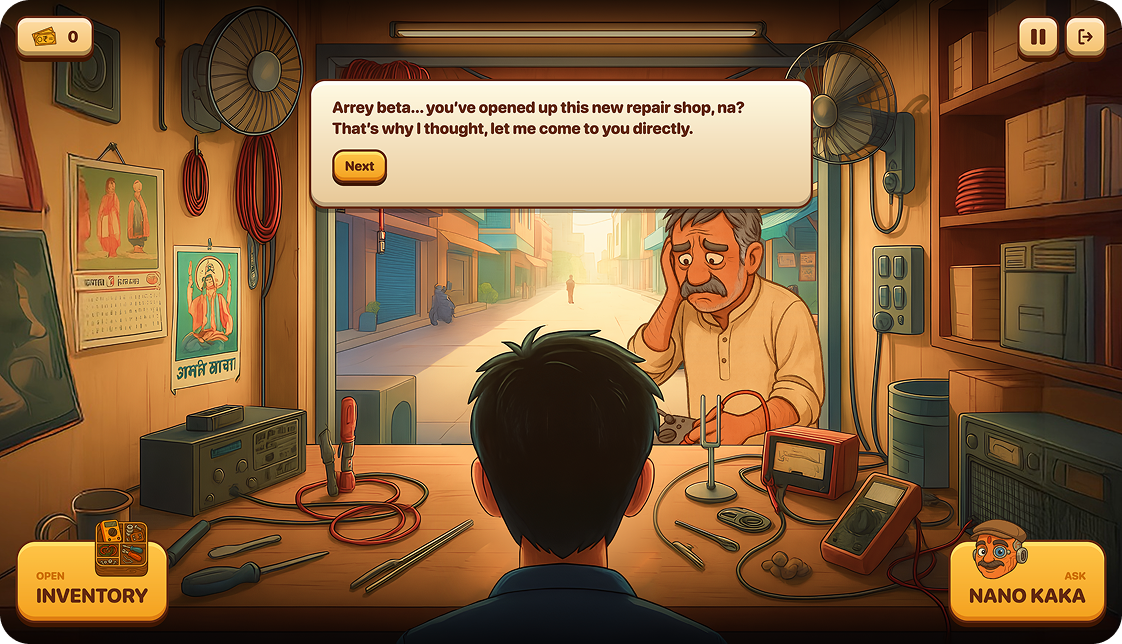 0
Arrey beta... you've opened up this new repair shop, na?
That's why I thought, let me come to you directly.
Next
OPEN
INVENTORY
ASK
NANO KAKA